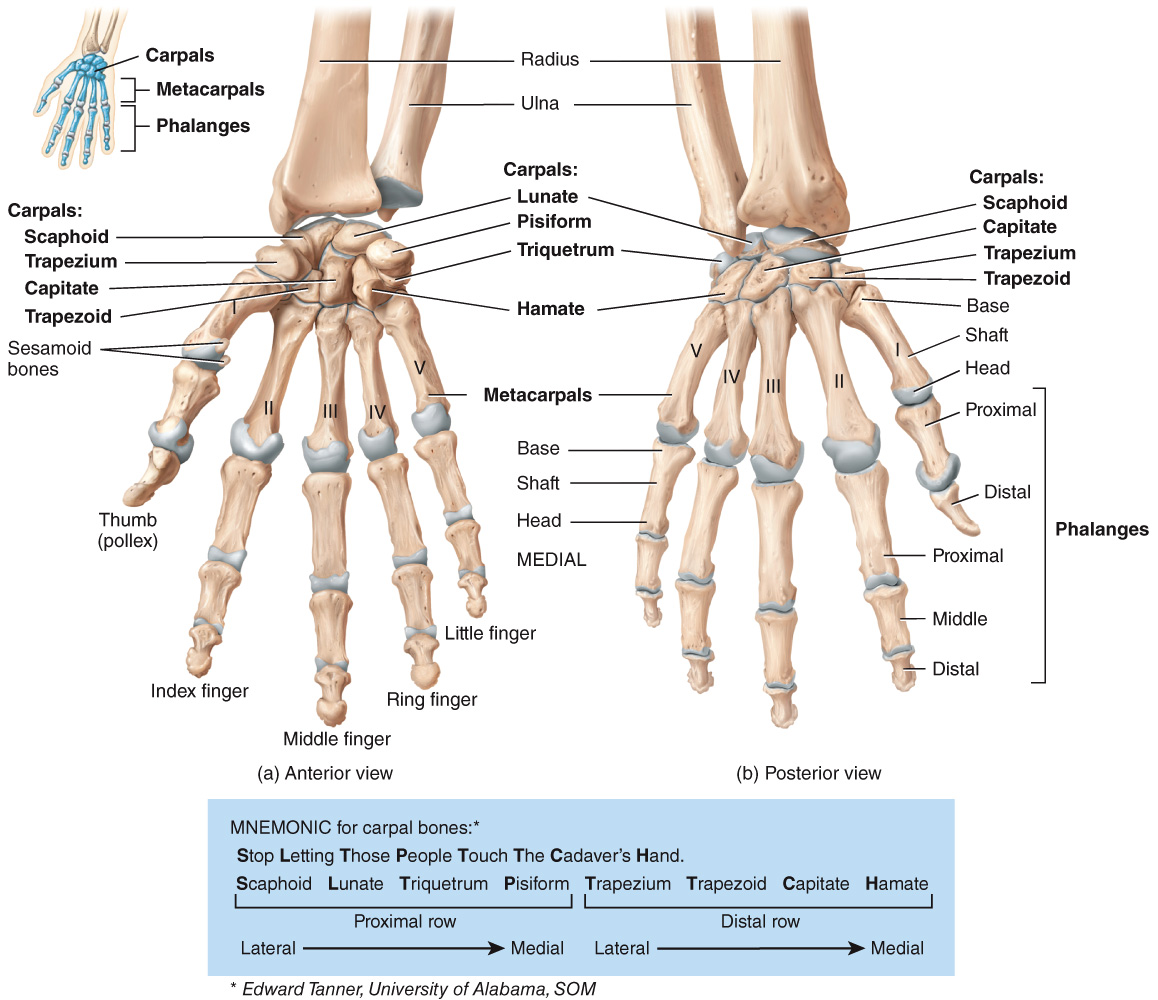 Carpals
Metacarpals
Phalanges
Radius
Ulna
Carpals:
Lunate
Pisiform
Triquetrum
Hamate
Carpals:
Scaphoid
Trapezium
Capitate
Trapezoid
Sesamoid
bones
I
II
III
IV
V
Thumb
(pollex)
Index finger
Middle finger
Ring finger
Little finger
(a) Anterior view
Metacarpals
Base
Shaft
Head
MEDIAL
Carpals:
Scaphoid
Capitate
Trapezium
Trapezoid
Base
Shaft
Head
V
IV
III
II
I
Proximal
Distal
Phalanges
Proximal
Middle
Distal
(b) Posterior view
MNEMONIC for carpal bones:*
Stop Letting Those People Touch The Cadaver's Hand.
Scaphoid Lunate Triquetrum Pisiform Trapezium Trapezoid Capitate Hamate
Proximal row Distal row
Lateral Medial Lateral Medial
* Edward Tanner, University of Alabama, SOM